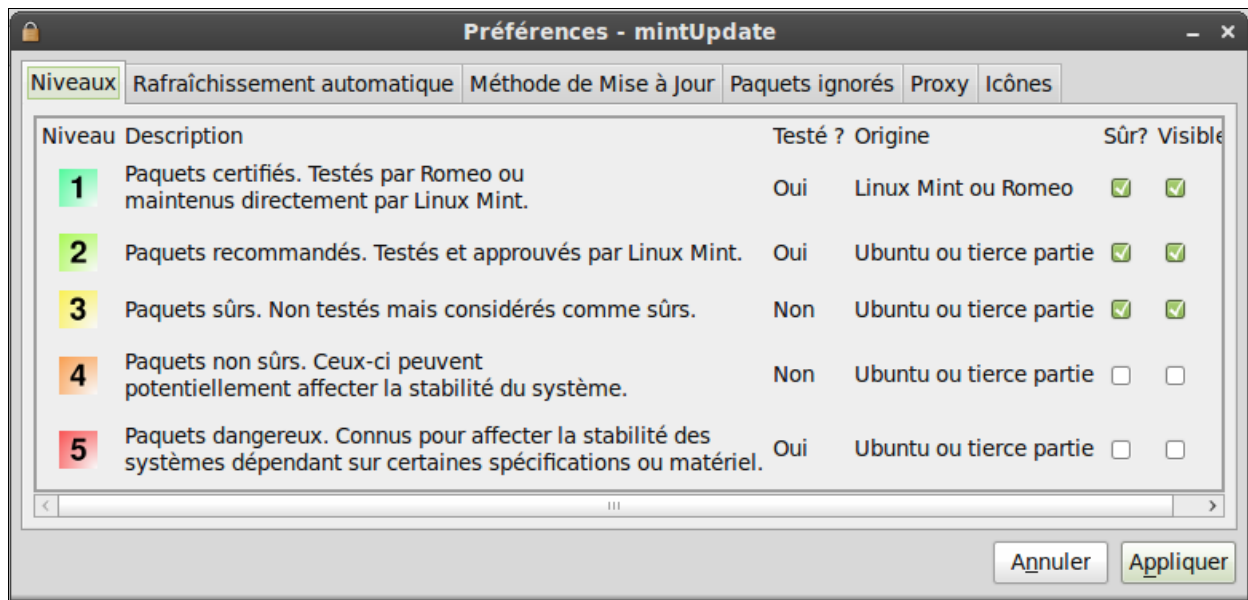 Préférences - mintUpdate
Niveaux Rafraîchissement automatique Méthode de Mise à Jour Paquets ignorés Proxy Icônes
Niveau Description Testé ? Origine Sûr? Visible
1 Paquets certifiés. Testés par Romeo ou
maintenus directement par Linux Mint. Oui Linux Mint ou Romeo
2 Paquets recommandés. Testés et approuvés par Linux Mint. Oui Ubuntu ou tierce partie
3 Paquets sûrs. Non testés mais considérés comme sûrs. Non Ubuntu ou tierce partie
4 Paquets non sûrs. Ceux-ci peuvent
potentiellement affecter la stabilité du système. Non Ubuntu ou tierce partie
5 Paquets dangereux. Connus pour affecter la stabilité des
systèmes dépendant sur certaines spécifications ou matériel. Oui Ubuntu ou tierce partie
Annuler Appliquer